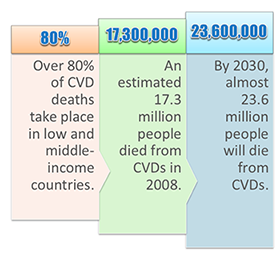 80%
Over 80%
of CVD
deaths
take place
in low and
middle-
income
countries.
17,300,000
An
estimated
17.3
million
people
died from
CVDs in
2008.
23,600,000
By 2030,
almost
23.6
million
people
will die
from
CVDs.